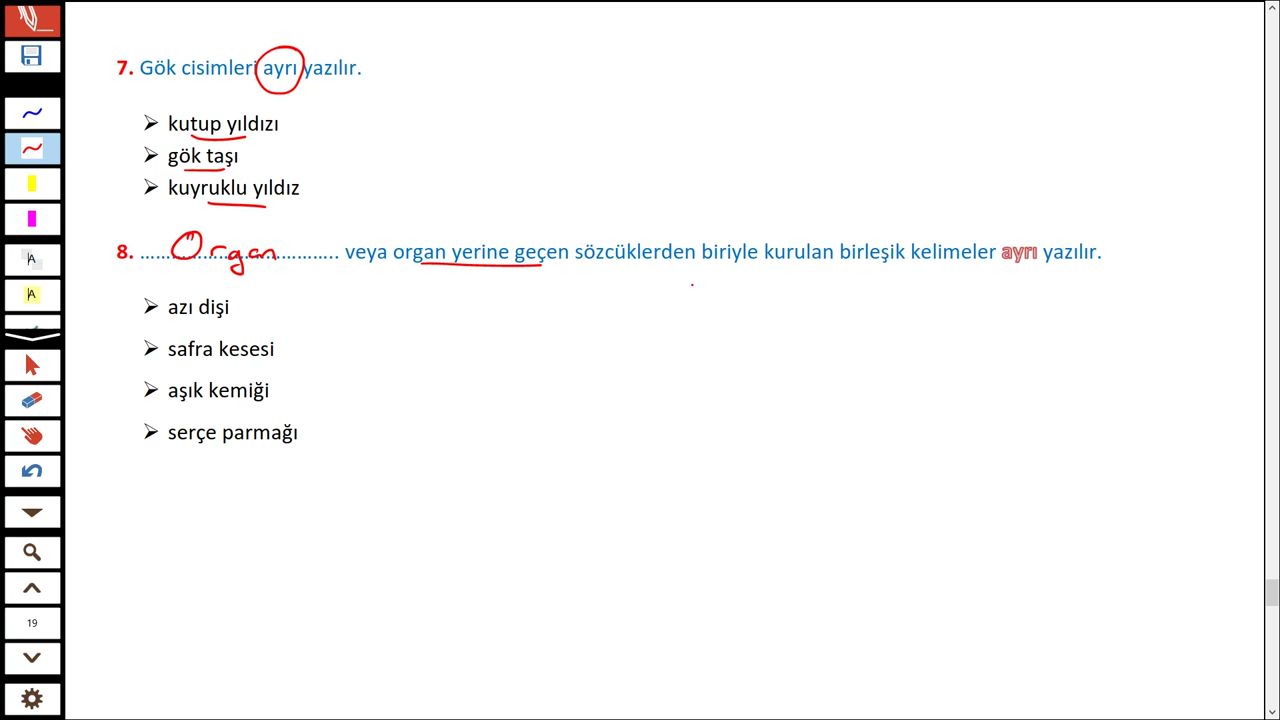 7. Gök cisimleri ayrı yazılır.
➢ kutup yıldızı
➢ gök taşı
➢ kuyruklu yıldız
8. ....Organ.... veya organ yerine geçen sözcüklerden biriyle kurulan birleşik kelimeler ayrı yazılır.
➢ azı dişi
➢ safra kesesi
➢ aşık kemiği
➢ serçe parmağı
A
A
19